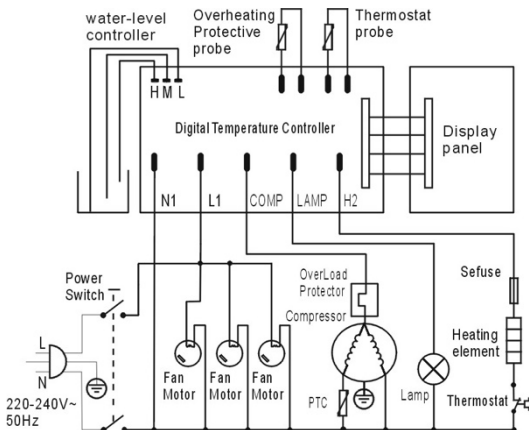 water-level
controller
Overheating
Protective
probe
Thermostat
probe
H M L
Digital Temperature Controller
Display
panel
N1 L1 COMP LAMP H2
Power
Switch
OverLoad
Protector
Compressor
Sefuse
Heating
element
L
N
220-240V~
50Hz
Fan
Motor
Fan
Motor
Fan
Motor
PTC
Lamp
Thermostat